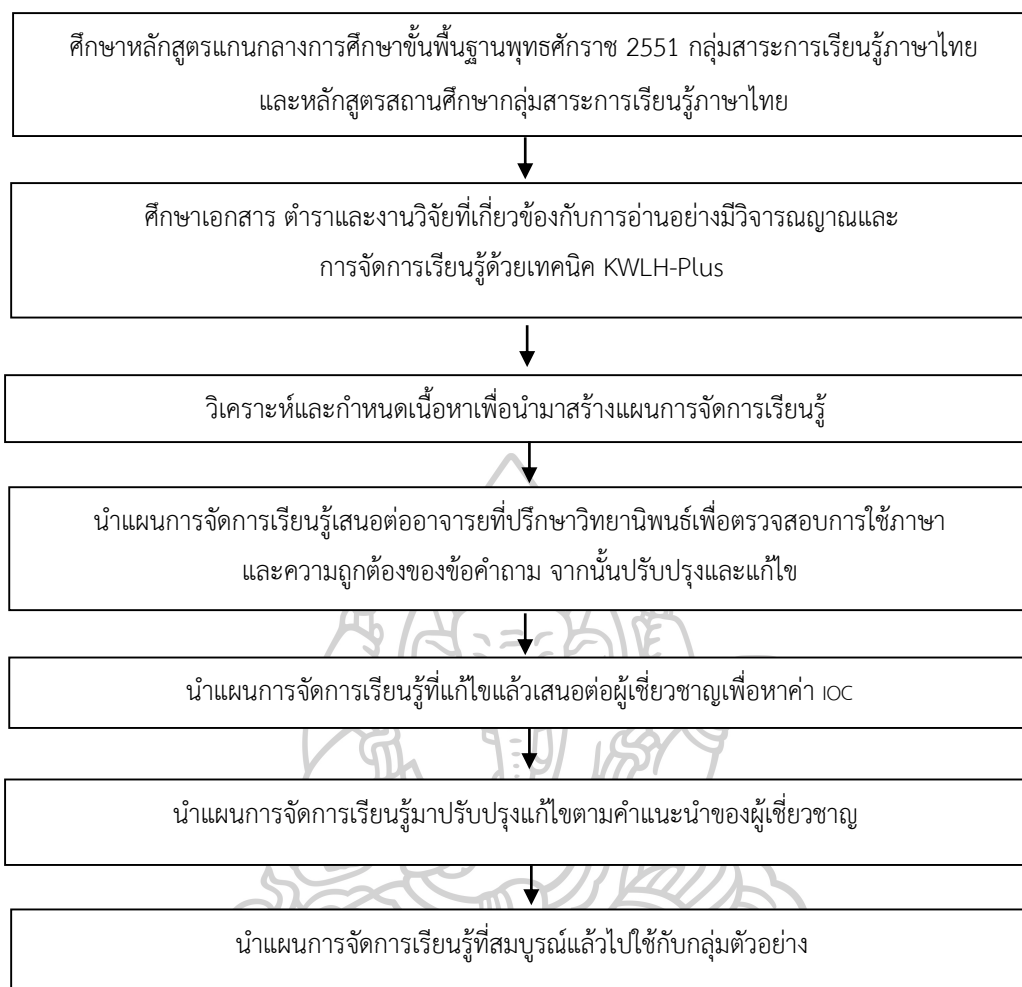 ศึกษาหลักสูตรแกนกลางการศึกษาขั้นพื้นฐานพุทธศักราช 2551 กลุ่มสาระการเรียนรู้ภาษาไทย
และหลักสูตรสถานศึกษากลุ่มสาระการเรียนรู้ภาษาไทย
ศึกษาเอกสาร ตำราและงานวิจัยที่เกี่ยวข้องกับการอ่านอย่างมีวิจารณญาณและ
การจัดการเรียนรู้ด้วยเทคนิค KWLH-Plus
วิเคราะห์และกำหนดเนื้อหาเพื่อนำมาสร้างแผนการจัดการเรียนรู้
นำแผนการจัดการเรียนรู้เสนอต่ออาจารยที่ปรึกษาวิทยานิพนธ์เพื่อตรวจสอบการใช้ภาษา
และความถูกต้องของข้อคำถาม จากนั้นปรับปรุงและแก้ไข
นำแผนการจัดการเรียนรู้ที่แก้ไขแล้วเสนอต่อผู้เชี่ยวชาญเพื่อหาค่า IOC
นำแผนการจัดการเรียนรู้มาปรับปรุงแก้ไขตามคำแนะนำของผู้เชี่ยวชาญ
นำแผนการจัดการเรียนรู้ที่สมบูรณ์แล้วไปใช้กับกลุ่มตัวอย่าง